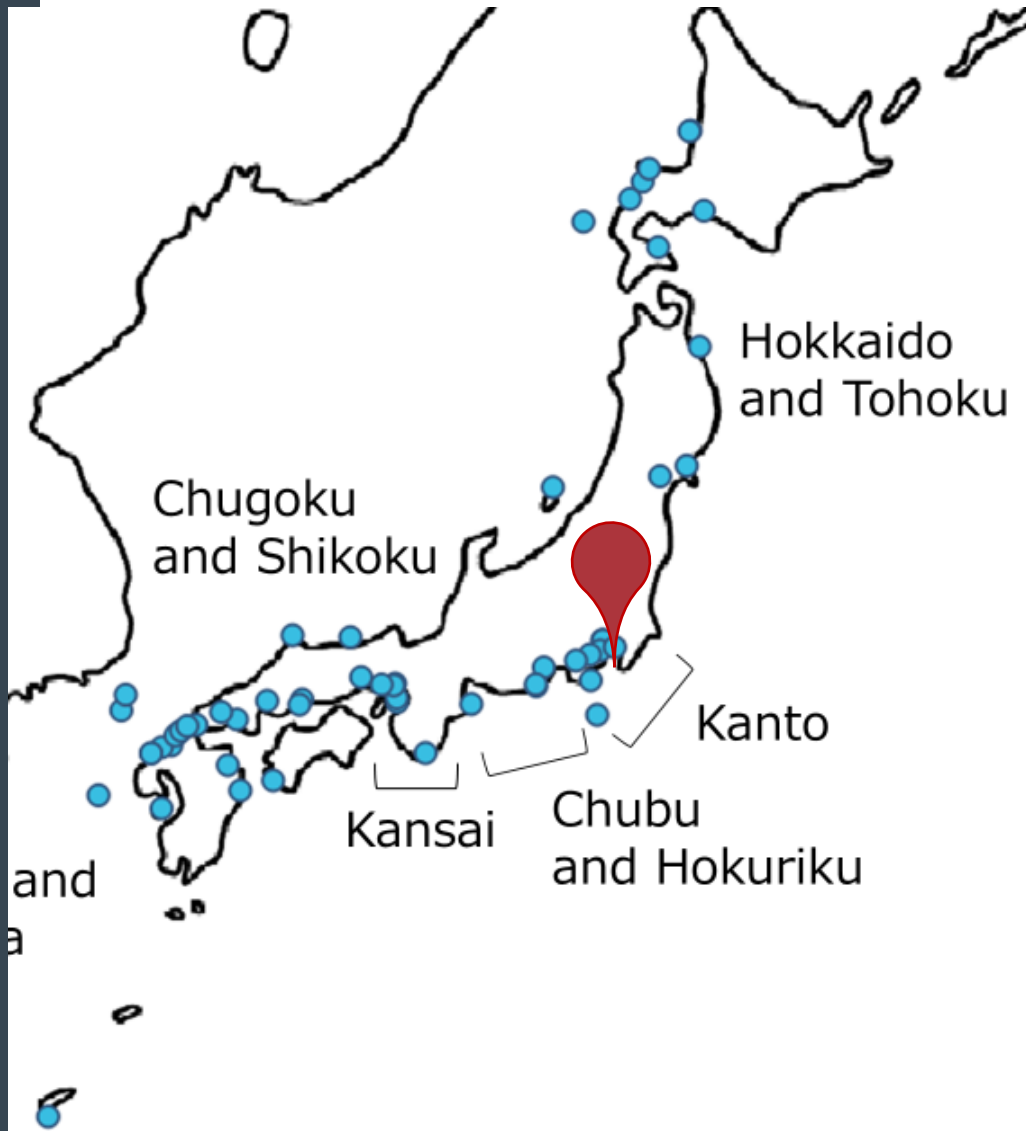 Hokkaido
and Tohoku
Chugoku
and Shikoku
Kanto
Kansai
Chubu
and Hokuriku
and
a